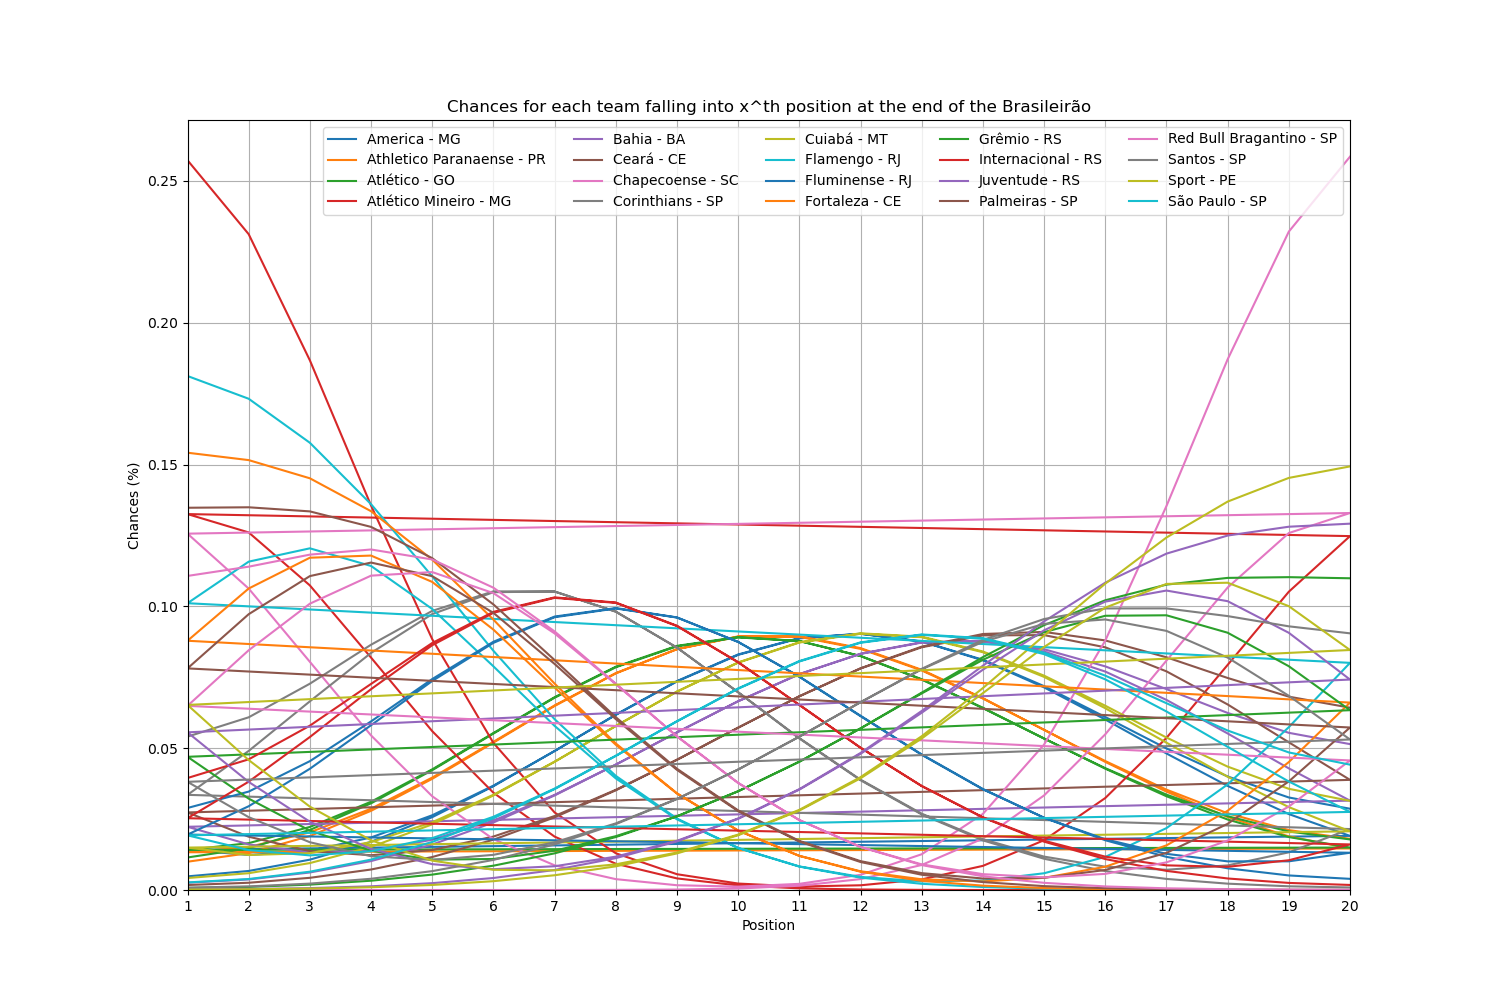 Chances for each team falling into x^th position at the end of the Brasileirão
America - MG
Athletico Paranaense - PR
Atlético - GO
Atlético Mineiro - MG
Bahia - BA
Ceará - CE
Chapecoense - SC
Corinthians - SP
Cuiabá - MT
Flamengo - RJ
Fluminense - RJ
Fortaleza - CE
Grêmio - RS
Internacional - RS
Juventude - RS
Palmeiras - SP
Red Bull Bragantino - SP
Santos - SP
Sport - PE
São Paulo - SP
Chances (%)
0.25
0.20
0.15
0.10
0.05
0.00
1 2 3 4 5 6 7 8 9 10 11 12 13 14 15 16 17 18 19 20
Position